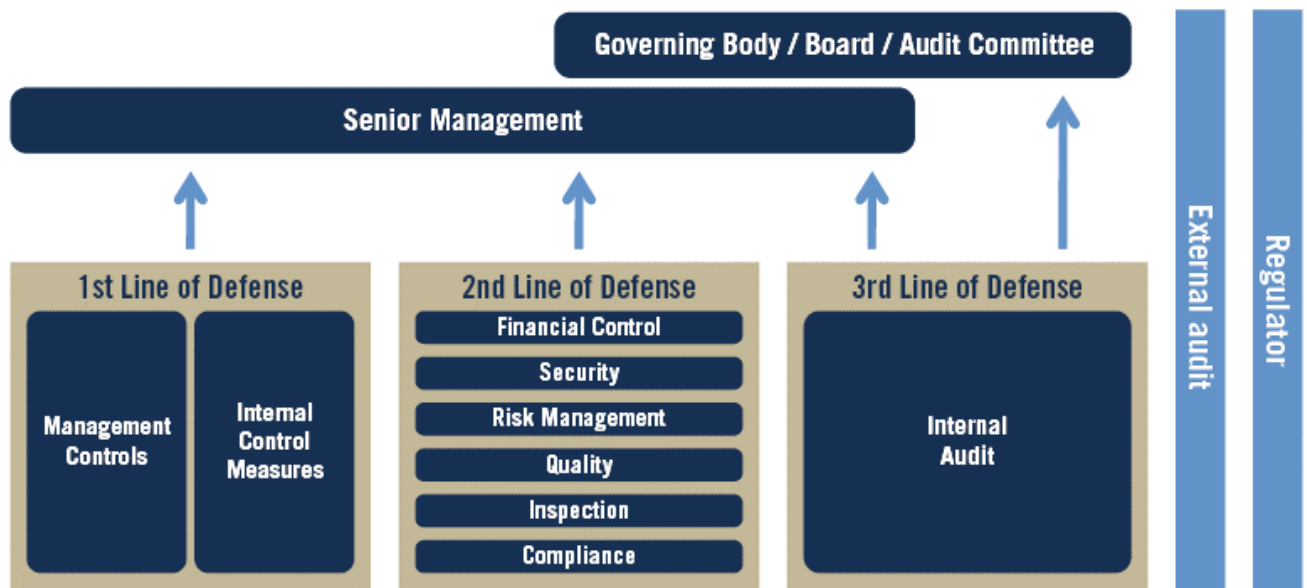 Governing Body / Board / Audit Committee
Senior Management
1st Line of Defense
Management
Controls
Internal
Control
Measures
2nd Line of Defense
Financial Control
Security
Risk Management
Quality
Inspection
Compliance
3rd Line of Defense
Internal
Audit
External audit
Regulator